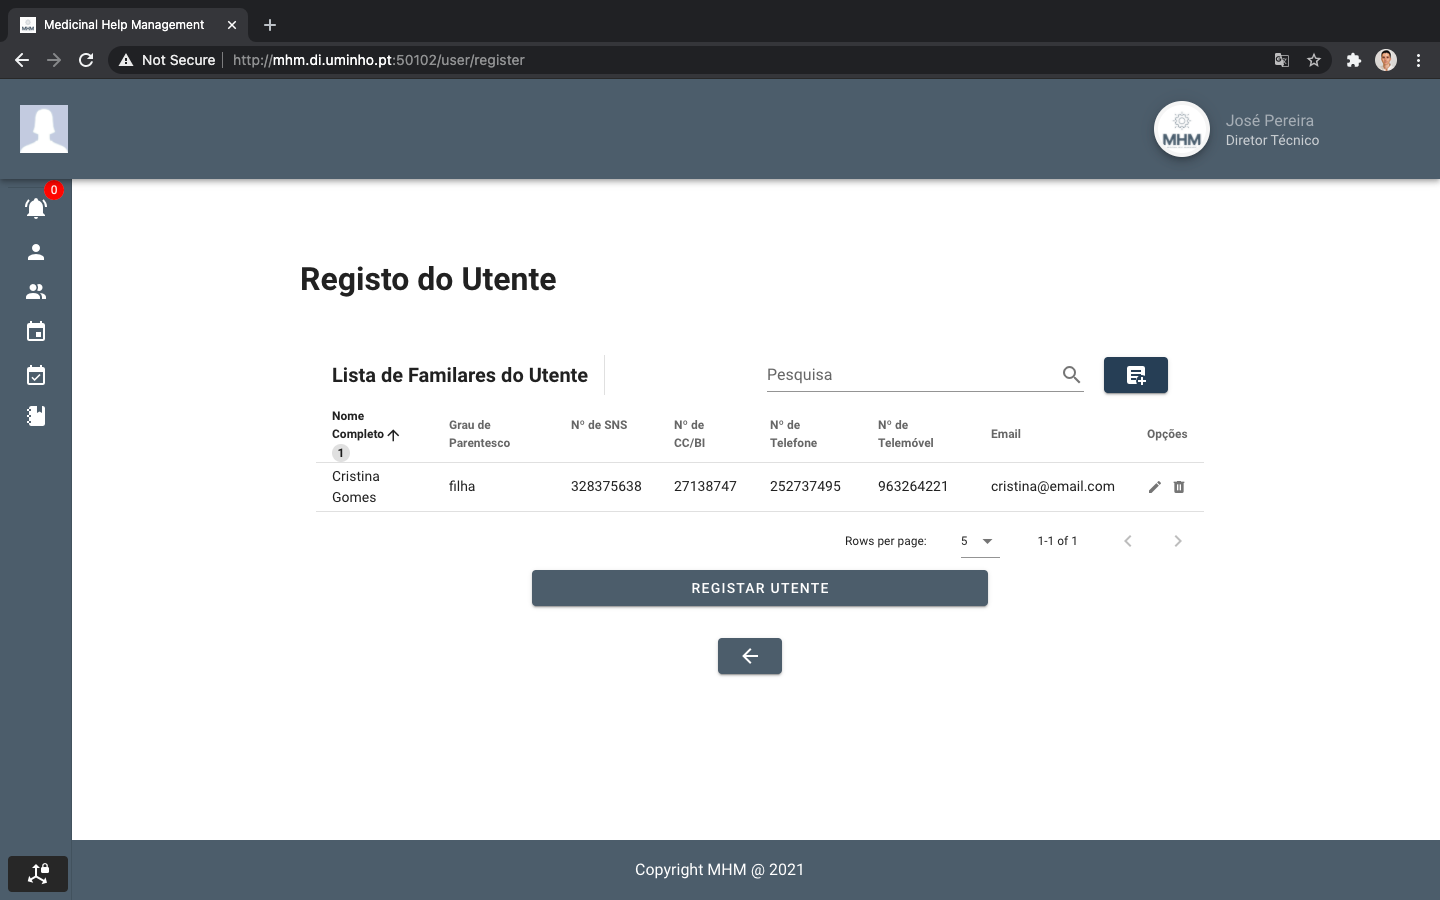 Medicinal Help Management
Not Secure
http://mhm.di.uminho.pt:50102/user/register
MHM
José Pereira
Diretor Técnico
0
Registo do Utente
Lista de Familares do Utente
Pesquisa
Nome Completo 1
Grau de Parentesco
Nº de SNS
Nº de CC/BI
Nº de Telefone
Nº de Telemóvel
Email
Opções
Cristina Gomes
filha
328375638
27138747
252737495
963264221
cristina@email.com
Rows per page:
5
1-1 of 1
REGISTAR UTENTE
Copyright MHM @ 2021